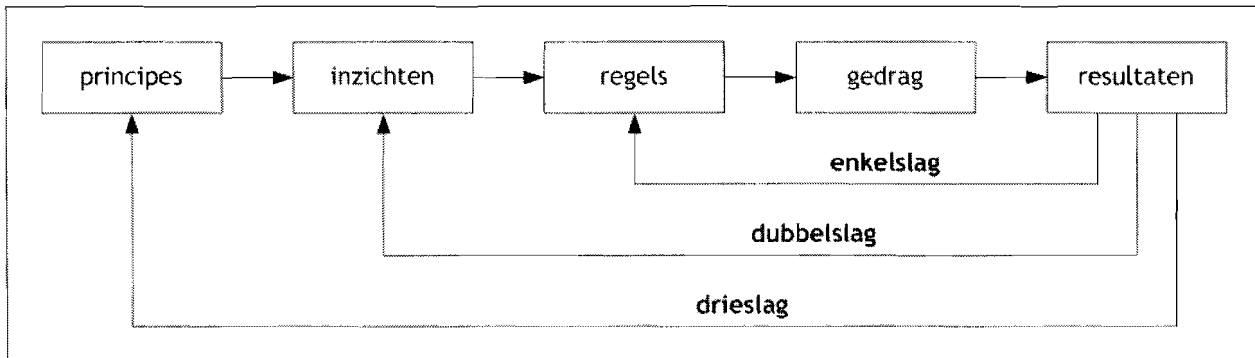 principes
inzichten
regels
gedrag
resultaten
enkelslag
dubbelslag
drieslag